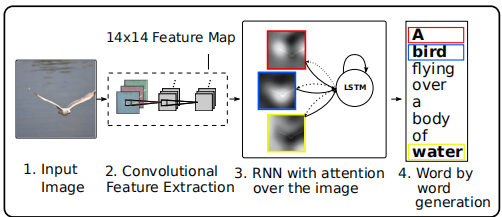 14x14 Feature Map
LSTM
A
bird
flying
over
a
body
of
water
1. Input
Image
2. Convolutional
Feature Extraction
3. RNN with attention
over the image
4. Word by
word
generation